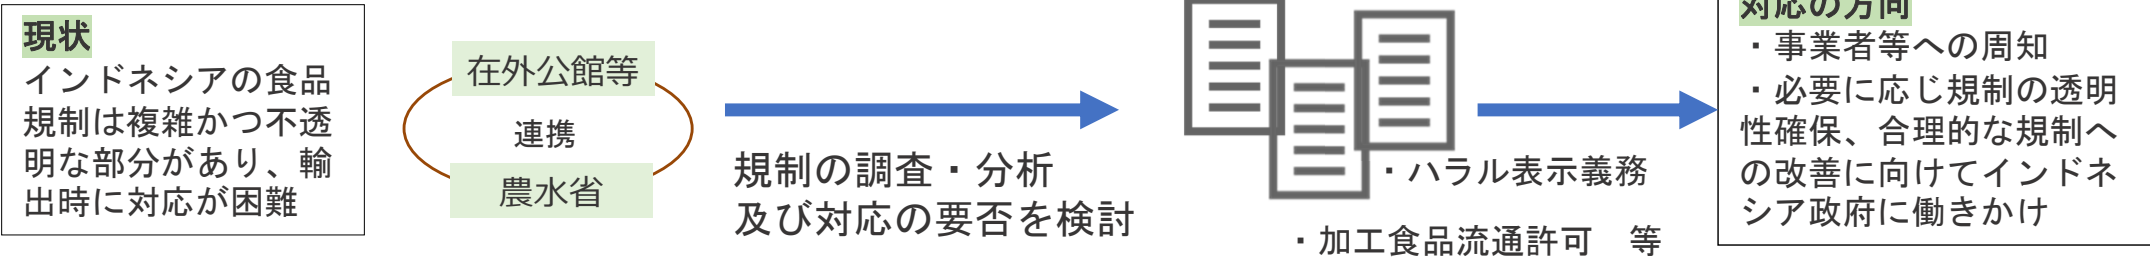 現状
インドネシアの食品
規制は複雑かつ不透
明な部分があり、輸
出時に対応が困難
在外公館等
連携
農水省
規制の調査・分析
及び対応の要否を検討
・ハラル表示義務
・加工食品流通許可　等
対応の方向
・事業者等への周知
・必要に応じ規制の透明
性確保、合理的な規制へ
の改善に向けてインドネ
シア政府に働きかけ